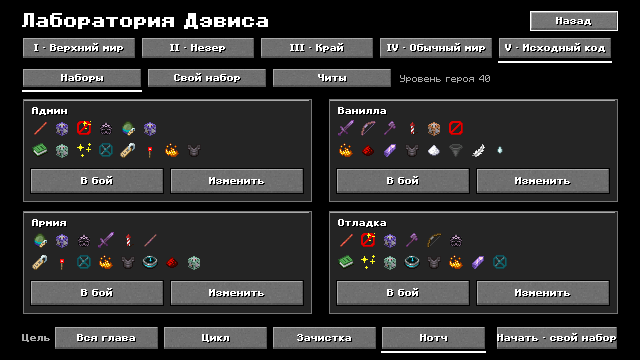 Лаборатория Дэвиса
Назад
I - Верхний мир
II - Незер
III - Край
IV - Обычный мир
V - Исходный код
Наборы
Свой набор
Читы
Уровень героя 40
Админ
В бой
Изменить
Ванилла
В бой
Изменить
Армия
В бой
Изменить
Отладка
В бой
Изменить
Цель
Вся глава
Цикл
Зачистка
Нотч
Начать - свой набор